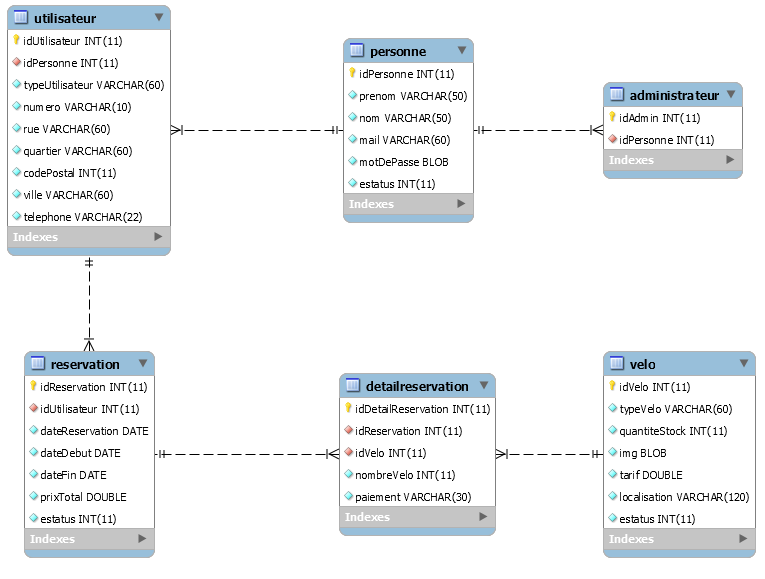 utilisateur
idUtilisateur INT(11)
idPersonne INT(11)
typeUtilisateur VARCHAR(60)
numero VARCHAR(10)
rue VARCHAR(60)
quartier VARCHAR(60)
codePostal INT(11)
ville VARCHAR(60)
telephone VARCHAR(22)
Indexes
personne
idPersonne INT(11)
prenom VARCHAR(50)
nom VARCHAR(50)
mail VARCHAR(60)
motDePasse BLOB
estatus INT(11)
Indexes
administrateur
idAdmin INT(11)
idPersonne INT(11)
Indexes
reservation
idReservation INT(11)
idUtilisateur INT(11)
dateReservation DATE
dateDebut DATE
dateFin DATE
prixTotal DOUBLE
estatus INT(11)
Indexes
detailreservation
idDetailReservation INT(11)
idReservation INT(11)
idVelo INT(11)
nombreVelo INT(11)
paiement VARCHAR(30)
Indexes
velo
idVelo INT(11)
typeVelo VARCHAR(60)
quantiteStock INT(11)
img BLOB
tarif DOUBLE
localisation VARCHAR(120)
estatus INT(11)
Indexes